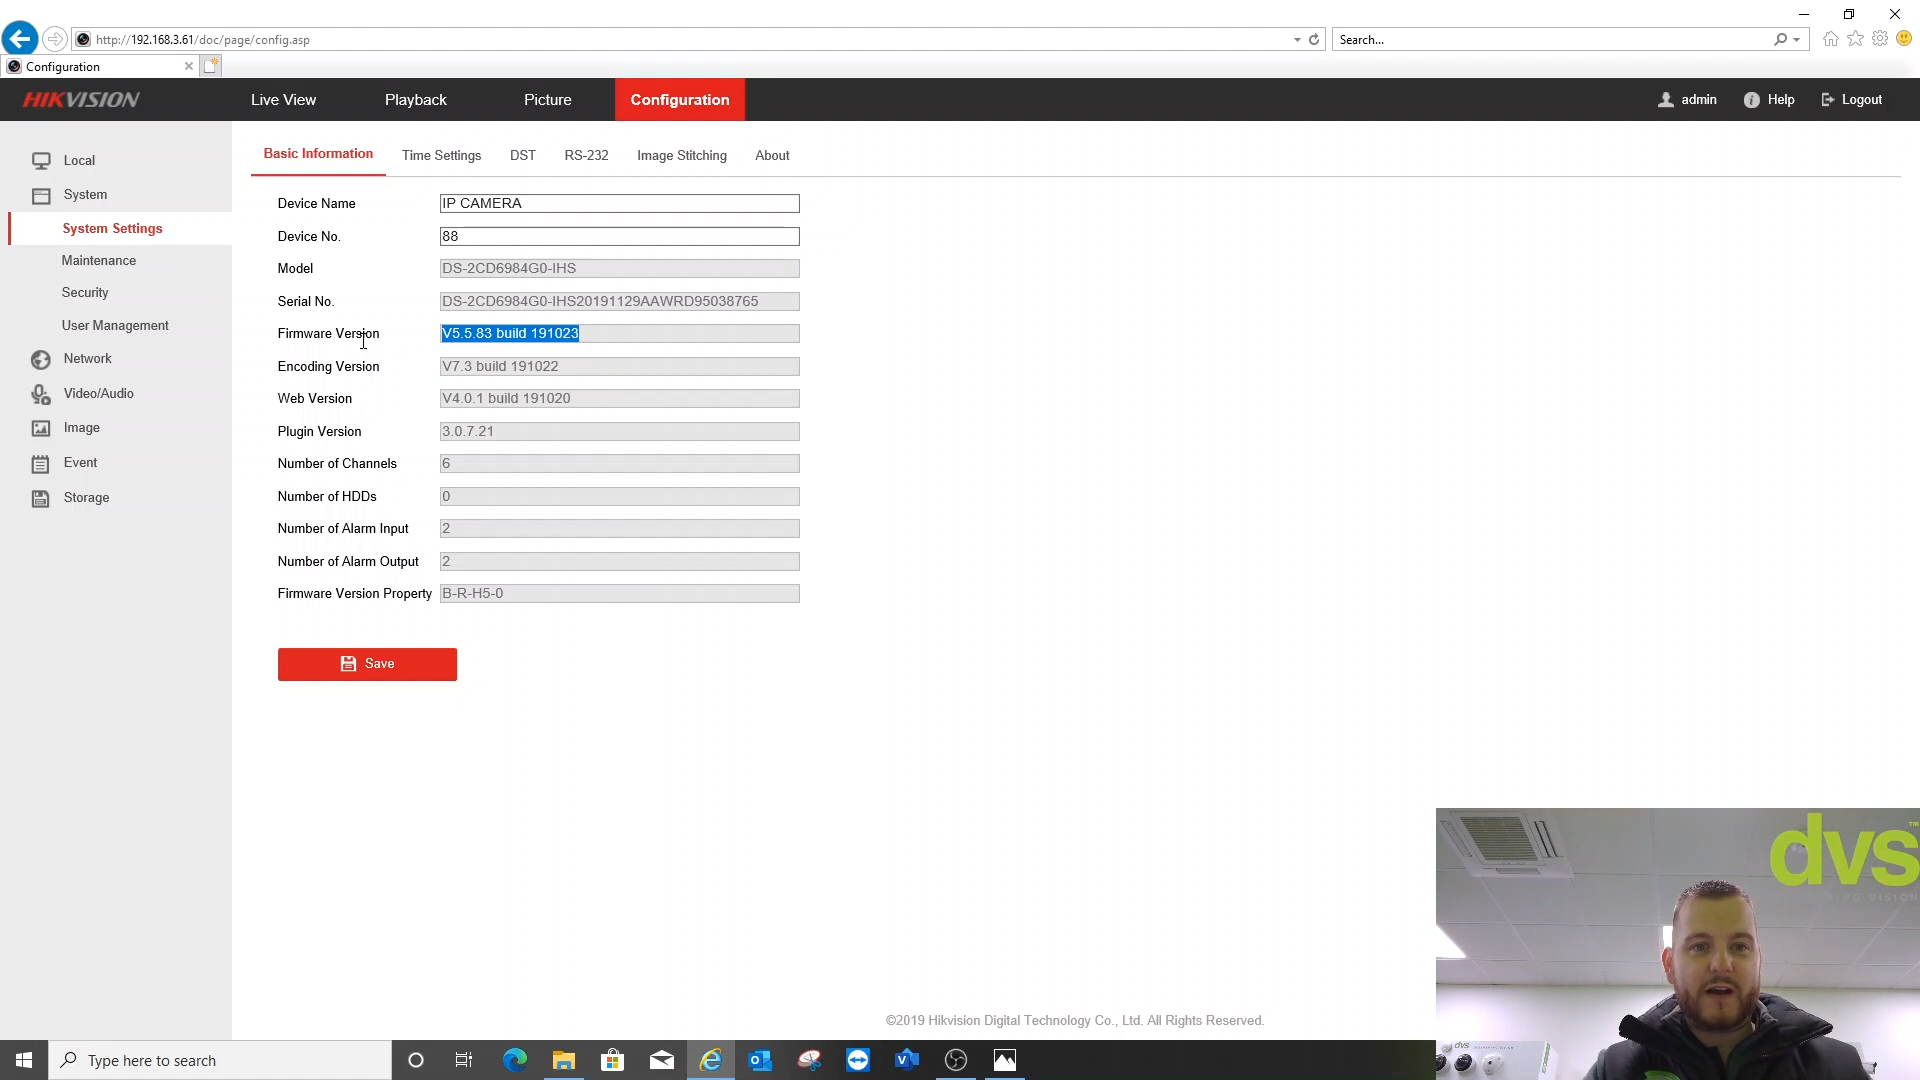 http://192.168.3.61/doc/page/config.asp
Search...
Configuration
HIKVISION
Live View
Playback
Picture
Configuration
admin
Help
Logout
Local
System
System Settings
Maintenance
Security
User Management
Network
Video/Audio
Image
Event
Storage
Basic Information
Time Settings
DST
RS-232
Image Stitching
About
Device Name IP CAMERA
Device No. 88
Model DS-2CD6984G0-IHS
Serial No. DS-2CD6984G0-IHS20191129AAWRD95038765
Firmware Version V5.5.83 build 191023
Encoding Version V7.3 build 191022
Web Version V4.0.1 build 191020
Plugin Version 3.0.7.21
Number of Channels 6
Number of HDDs 0
Number of Alarm Input 2
Number of Alarm Output 2
Firmware Version Property B-R-H5-0
Save
dvs™
VISION
dvs
©2019 Hikvision Digital Technology Co., Ltd. All Rights Reserved.
Type here to search